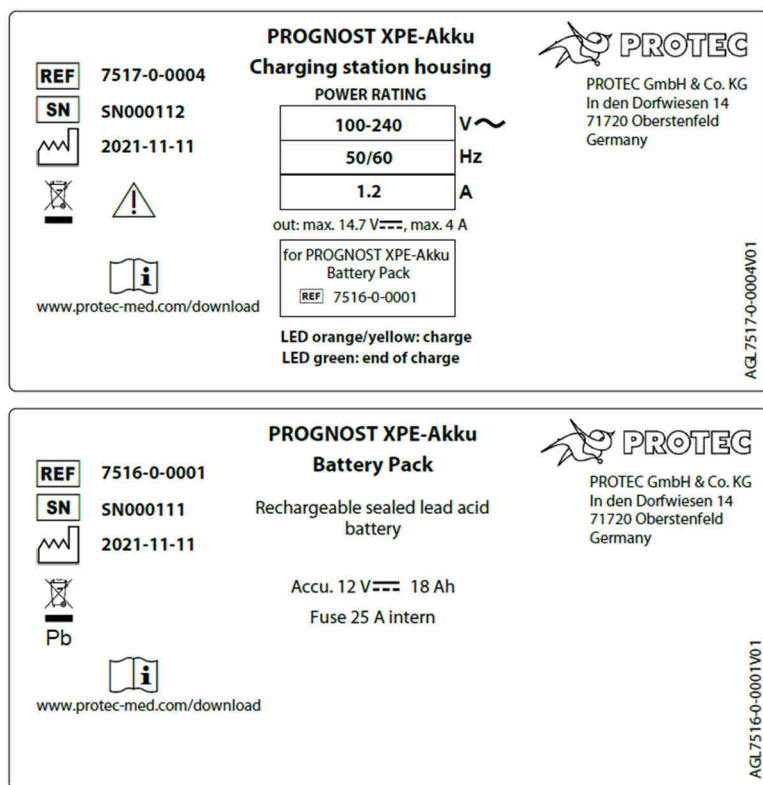 PROGNOST XPE-Akku
Charging station housing
PROTEC
REF 7517-0-0004
SN SN000112
2021-11-11
POWER RATING
100-240 V
50/60 Hz
1.2 A
out: max. 14.7 V, max. 4 A
for PROGNOST XPE-Akku
Battery Pack
REF 7516-0-0001
LED orange/yellow: charge
LED green: end of charge
i
www.protec-med.com/download
PROTEC GmbH & Co. KG
In den Dorfwiesen 14
71720 Oberstenfeld
Germany
AGL7517-0-0004V01
PROGNOST XPE-Akku
Battery Pack
PROTEC
REF 7516-0-0001
SN SN000111
2021-11-11
Pb
Rechargeable sealed lead acid
battery
Accu. 12 V 18 Ah
Fuse 25 A intern
i
www.protec-med.com/download
PROTEC GmbH & Co. KG
In den Dorfwiesen 14
71720 Oberstenfeld
Germany
AGL7516-0-0001V01